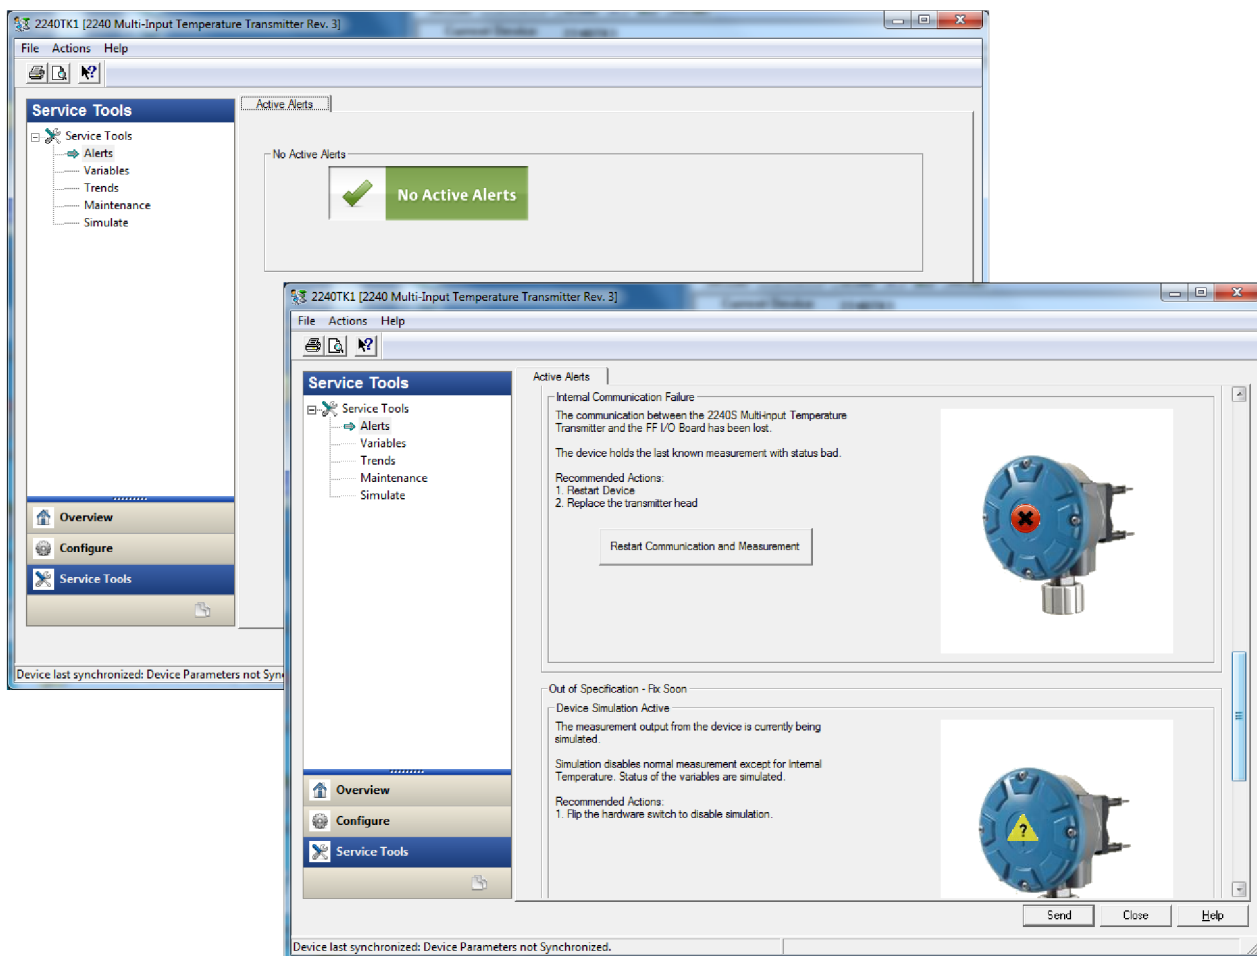 2240TK1 [2240 Multi-Input Temperature Transmitter Rev. 3]
File Actions Help
Service Tools
Service Tools
Alerts
Variables
Trends
Maintenance
Simulate
Overview
Configure
Service Tools
Active Alerts
No Active Alerts
No Active Alerts
Device last synchronized: Device Parameters not
2240TK1 [2240 Multi-Input Temperature Transmitter Rev. 3]
File Actions Help
Service Tools
Service Tools
Alerts
Variables
Trends
Maintenance
Simulate
Overview
Configure
Service Tools
Active Alerts
Internal Communication Failure
The communication between the 2240S Multi-input Temperature
Transmitter and the FF I/O Board has been lost.
The device holds the last known measurement with status bad.
Recommended Actions:
1. Restart Device
2. Replace the transmitter head
Restart Communication and Measurement
Out of Specification - Fix Soon
Device Simulation Active
The measurement output from the device is currently being
simulated.
Simulation disables normal measurement except for Internal
Temperature. Status of the variables are simulated.
Recommended Actions:
1. Flip the hardware switch to disable simulation.
?
Send Close Help
Device last synchronized: Device Parameters not Synchronized.